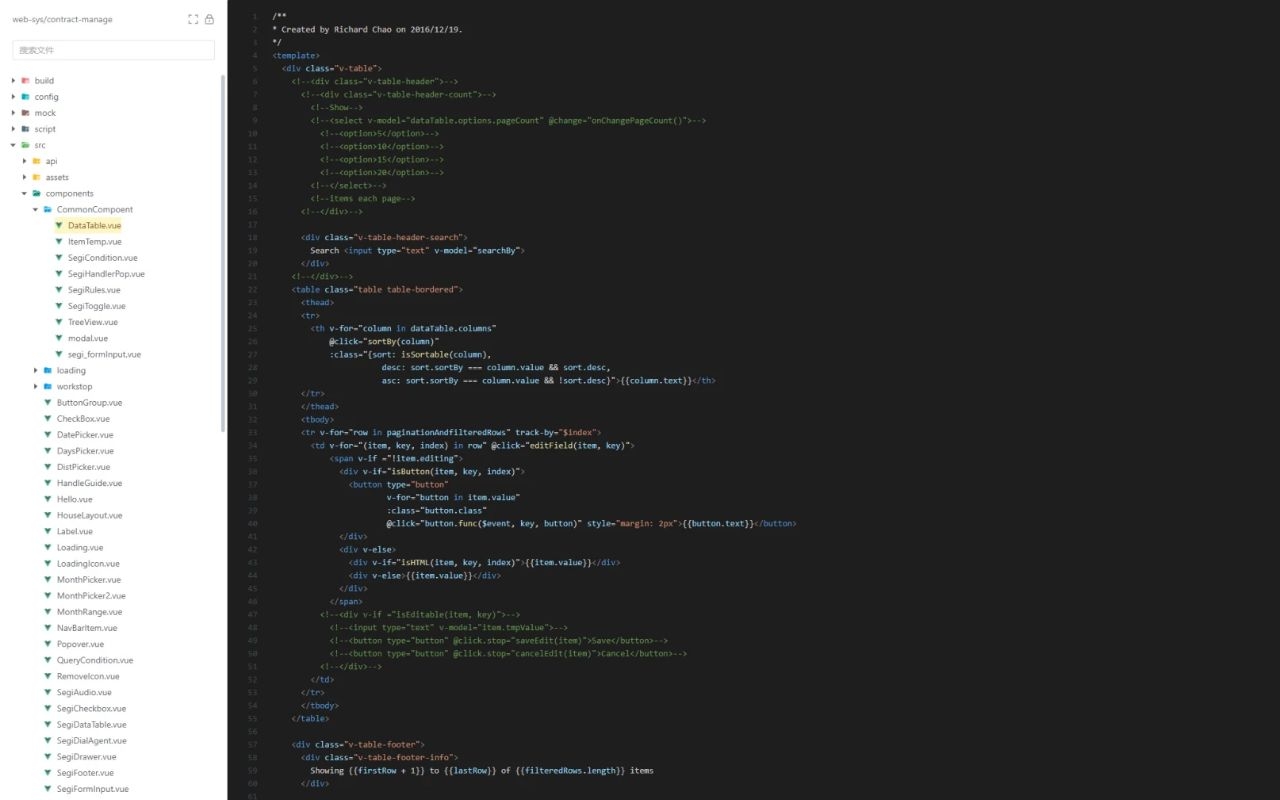 web-sys/contract-manage
搜索文件
build
config
mock
script
src
api
assets
components
CommonCompoent
DataTable.vue
ItemTemp.vue
SegiCondition.vue
SegiHandlerPop.vue
SegiRules.vue
SegiToggle.vue
TreeView.vue
modal.vue
segi_formInput.vue
loading
workstop
ButtonGroup.vue
CheckBox.vue
DatePicker.vue
DaysPicker.vue
DistPicker.vue
HandleGuide.vue
Hello.vue
HouseLayout.vue
Label.vue
Loading.vue
LoadingIcon.vue
MonthPicker.vue
MonthPicker2.vue
MonthRange.vue
NavBarItem.vue
Popover.vue
QueryCondition.vue
RemoveIcon.vue
SegiAudio.vue
SegiCheckbox.vue
SegiDataTable.vue
SegiDialAgent.vue
SegiDrawer.vue
SegiFooter.vue
SegiFormInput.vue
1 /**
2 * Created by Richard Chao on 2016/12/19.
3 */
4 <template>
5 <div class="v-table">
6 <!--<div class="v-table-header">-->
7 <!--<div class="v-table-header-count">-->
8 <!--Show-->
9 <!--<select v-model="dataTable.options.pageCount" @change="onChangePageCount()">-->
10 <!--<option>5</option>-->
11 <!--<option>10</option>-->
12 <!--<option>15</option>-->
13 <!--<option>20</option>-->
14 <!--</select>-->
15 <!--items each page-->
16 <!--</div>-->
17
18 <div class="v-table-header-search">
19 Search <input type="text" v-model="searchBy">
20 </div>
21 <!--</div>-->
22 <table class="table table-bordered">
23 <thead>
24 <tr>
25 <th v-for="column in dataTable.columns"
26 @click="sortBy(column)"
27 :class="{sort: isSortable(column),
28 desc: sort.sortBy === column.value && sort.desc,
29 asc: sort.sortBy === column.value && !sort.desc}">{{column.text}}</th>
30 </tr>
31 </thead>
32 <tbody>
33 <tr v-for="row in paginationAndfilteredRows" track-by="$index">
34 <td v-for="(item, key, index) in row" @click="editField(item, key)">
35 <span v-if ="!item.editing">
36 <div v-if="isButton(item, key, index)">
37 <button type="button"
38 v-for="button in item.value"
39 :class="button.class"
40 @click="button.func($event, key, button)" style="margin: 2px">{{button.text}}</button>
41 </div>
42 <div v-else>
43 <div v-if="isHTML(item, key, index)">{{item.value}}</div>
44 <div v-else>{{item.value}}</div>
45 </div>
46 </span>
47 <!--<div v-if ="isEditable(item, key)">-->
48 <!--<input type="text" v-model="item.tmpValue">-->
49 <!--<button type="button" @click.stop="saveEdit(item)">Save</button>-->
50 <!--<button type="button" @click.stop="cancelEdit(item)">Cancel</button>-->
51 <!--</div>-->
52 </td>
53 </tr>
54 </tbody>
55 </table>
56
57 <div class="v-table-footer">
58 <div class="v-table-footer-info">
59 Showing {{firstRow + 1}} to {{lastRow}} of {{filteredRows.length}} items
60 </div>
61